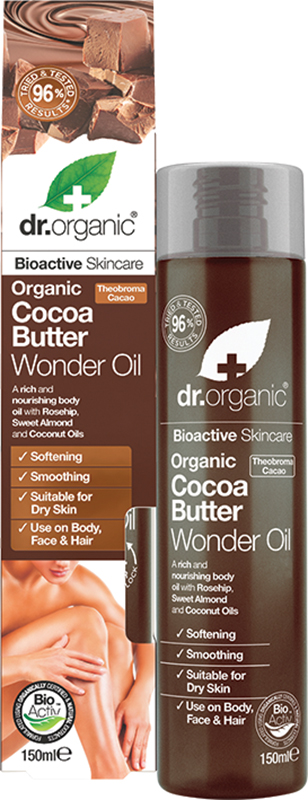 TRIED & TESTED
96%
RESULTS*
dr.organic®
Bioactive Skincare
Organic
Theobroma
Cacao
Cocoa
Butter
Wonder Oil
A rich and
nourishing body
oil with Rosehip,
Sweet Almond
and Coconut Oils
✓ Softening
✓ Smoothing
✓ Suitable for
Dry Skin
✓ Use on Body,
Face & Hair
Bio
Activ
150ml℮
LOCK
TRIED & TESTED
96%
RESULTS*
dr.organic®
Bioactive Skincare
Organic
Theobroma
Cacao
Cocoa
Butter
Wonder Oil
A rich and
nourishing body
oil with Rosehip,
Sweet Almond
and Coconut Oils
✓ Softening
✓ Smoothing
✓ Suitable for
Dry Skin
✓ Use on Body,
Face & Hair
Bio
Activ
150ml℮